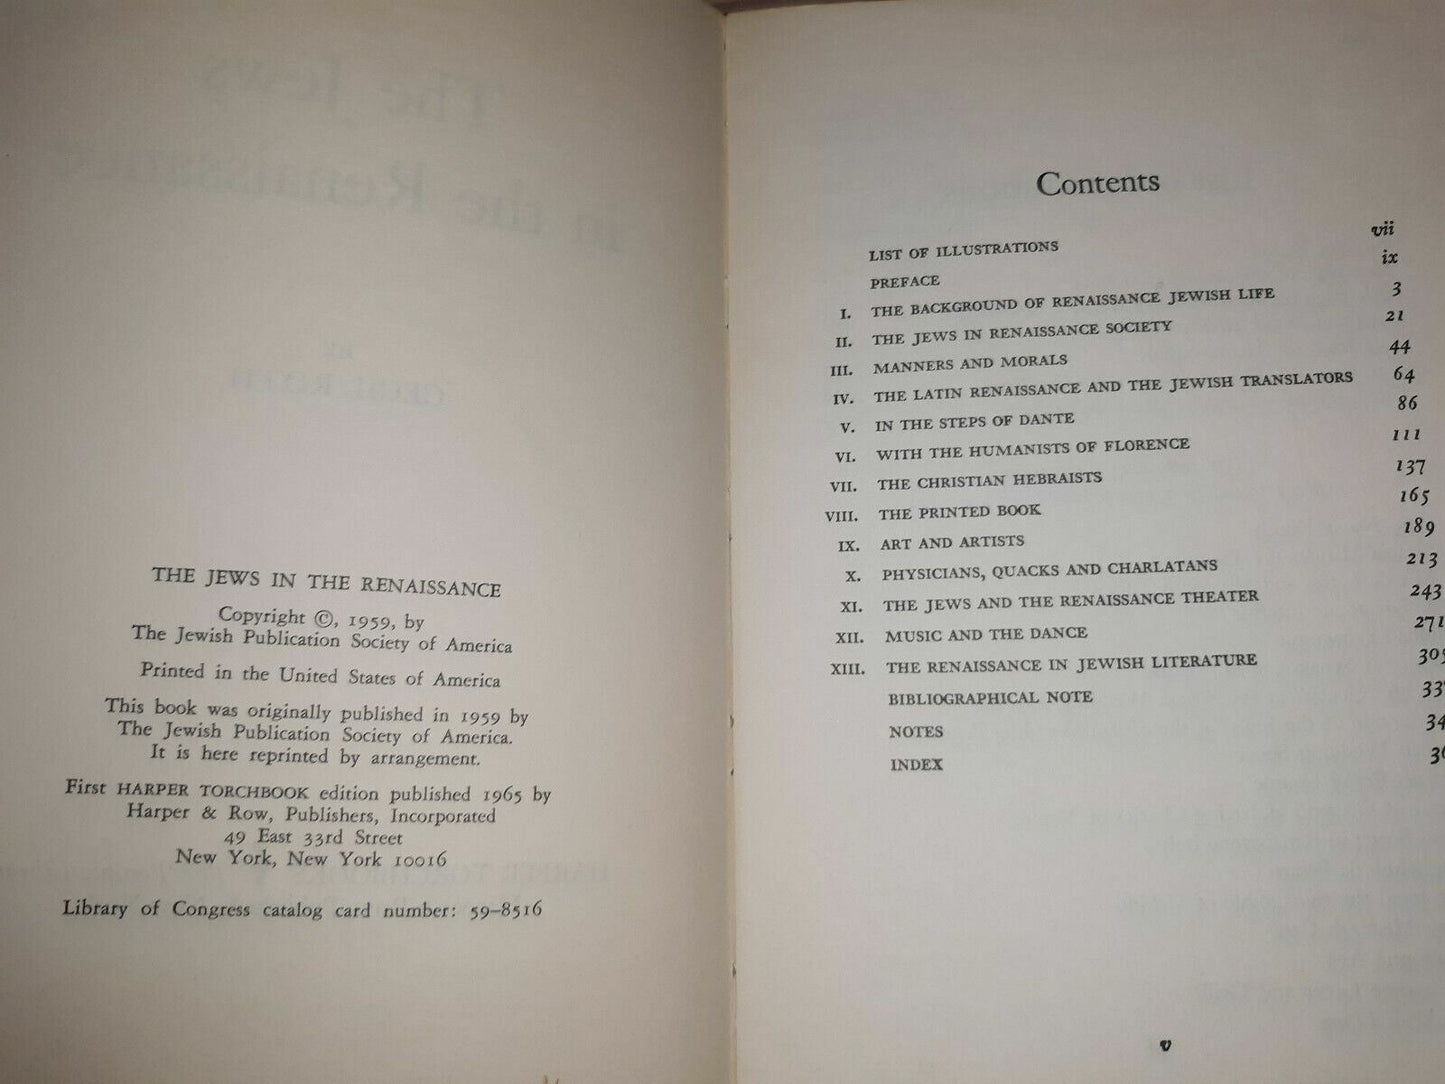 THE JEWS IN THE RENAISSANCE
Copyright ©, 1959, by
The Jewish Publication Society of America
Printed in the United States of America
This book was originally published in 1959 by
The Jewish Publication Society of America.
It is here reprinted by arrangement.
First HARPER TORCHBOOK edition published 1965 by
Harper & Row, Publishers, Incorporated
49 East 33rd Street
New York, New York 10016
Library of Congress catalog card number: 59–8516
Contents
LIST OF ILLUSTRATIONS vii
PREFACE ix
I. THE BACKGROUND OF RENAISSANCE JEWISH LIFE 3
II. THE JEWS IN RENAISSANCE SOCIETY 21
III. MANNERS AND MORALS 44
IV. THE LATIN RENAISSANCE AND THE JEWISH TRANSLATORS 64
V. IN THE STEPS OF DANTE 86
VI. WITH THE HUMANISTS OF FLORENCE 111
VII. THE CHRISTIAN HEBRAISTS 137
VIII. THE PRINTED BOOK 165
IX. ART AND ARTISTS 189
X. PHYSICIANS, QUACKS AND CHARLATANS 213
XI. THE JEWS AND THE RENAISSANCE THEATER 243
XII. MUSIC AND THE DANCE 271
XIII. THE RENAISSANCE IN JEWISH LITERATURE 305
BIBLIOGRAPHICAL NOTE 337
NOTES
INDEX
v